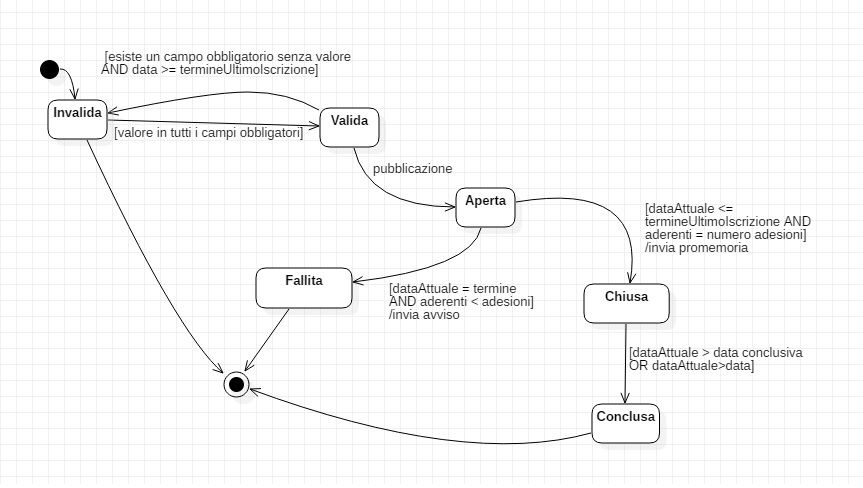 [esiste un campo obbligatorio senza valore
AND data >= termineUltimoIscrizione]
Invalida
Valida
[valore in tutti i campi obbligatori]
pubblicazione
Aperta
[dataAttuale <=
termineUltimoIscrizione AND
aderenti = numero adesioni]
/invia promemoria
Fallita
[dataAttuale = termine
AND aderenti < adesioni]
/invia avviso
Chiusa
[dataAttuale > data conclusiva
OR dataAttuale>data]
Conclusa